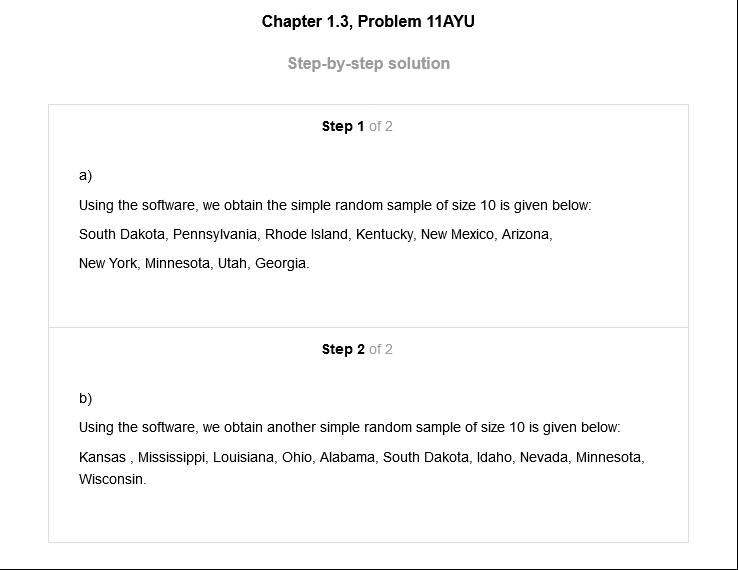 Chapter 1.3, Problem 11AYU
Step-by-step solution
Step 1 of 2
a)
Using the software, we obtain the simple random sample of size 10 is given below:
South Dakota, Pennsylvania, Rhode Island, Kentucky, New Mexico, Arizona,
New York, Minnesota, Utah, Georgia.
Step 2 of 2
b)
Using the software, we obtain another simple random sample of size 10 is given below:
Kansas , Mississippi, Louisiana, Ohio, Alabama, South Dakota, Idaho, Nevada, Minnesota,
Wisconsin.